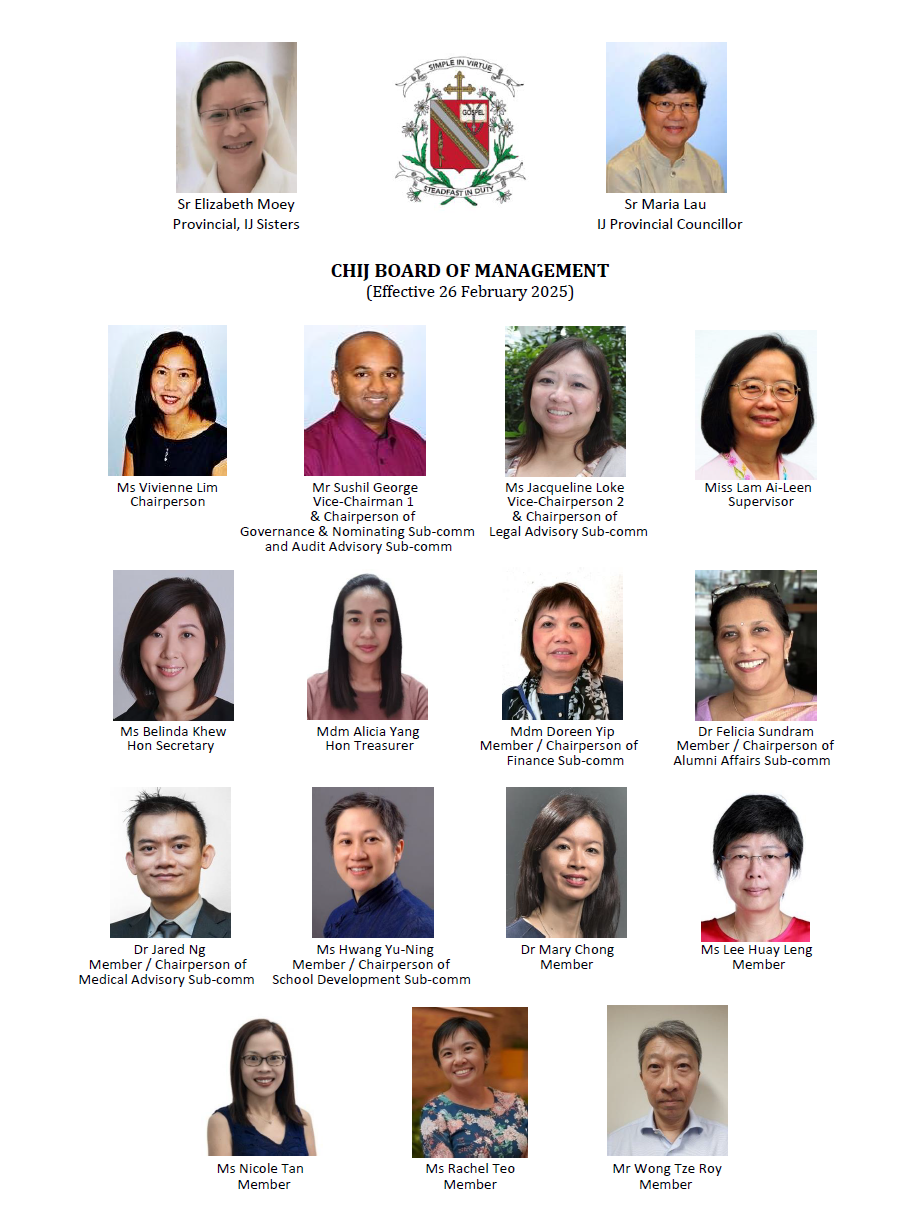 SIMPLE IN VIRTUE
GOSPEL
STEADFAST IN DUTY
Sr Elizabeth Moey
Provincial, IJ Sisters
Sr Maria Lau
IJ Provincial Councillor
CHIJ BOARD OF MANAGEMENT
(Effective 26 February 2025)
Ms Vivienne Lim
Chairperson
Mr Sushil George
Vice-Chairman 1
& Chairperson of
Governance & Nominating Sub-comm
and Audit Advisory Sub-comm
Ms Jacqueline Loke
Vice-Chairperson 2
& Chairperson of
Legal Advisory Sub-comm
Miss Lam Ai-Leen
Supervisor
Ms Belinda Khew
Hon Secretary
Mdm Alicia Yang
Hon Treasurer
Mdm Doreen Yip
Member / Chairperson of
Finance Sub-comm
Dr Felicia Sundram
Member / Chairperson of
Alumni Affairs Sub-comm
Dr Jared Ng
Member / Chairperson of
Medical Advisory Sub-comm
Ms Hwang Yu-Ning
Member / Chairperson of
School Development Sub-comm
Dr Mary Chong
Member
Ms Lee Huay Leng
Member
Ms Nicole Tan
Member
Ms Rachel Teo
Member
Mr Wong Tze Roy
Member